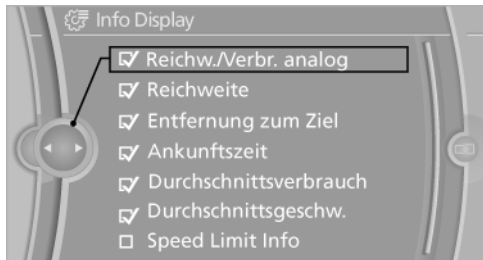 Info Display
Reichw./Verbr. analog
Reichweite
Entfernung zum Ziel
Ankunftszeit
Durchschnittsverbrauch
Durchschnittsgeschw.
Speed Limit Info